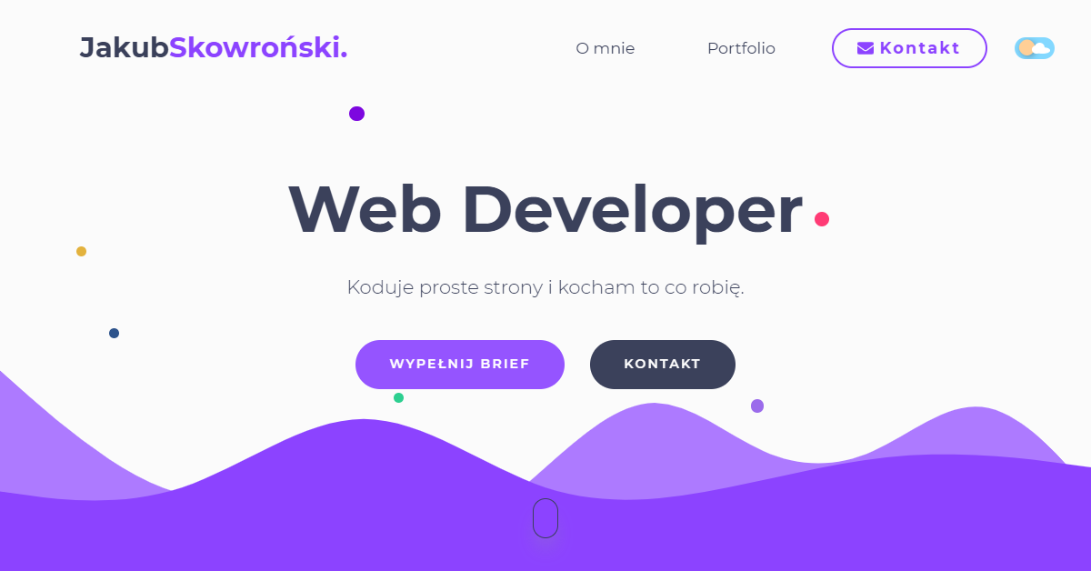 JakubSkowroński.
O mnie
Portfolio
Kontakt
Web Developer
Koduje proste strony i kocham to co robię.
WYPEŁNIJ BRIEF
KONTAKT